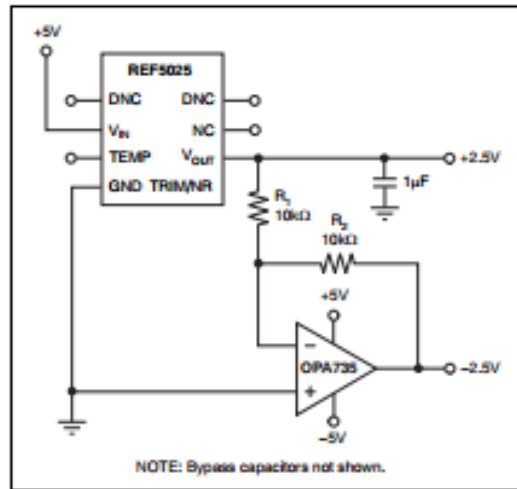 +5V
REF5025
DNC DNC
VIN NC
TEMP VOUT +2.5V
GND TRIM/NR
1µF
R1
10kΩ
R2
10kΩ
+5V
−
OPA735
+
−2.5V
−5V
NOTE: Bypass capacitors not shown.